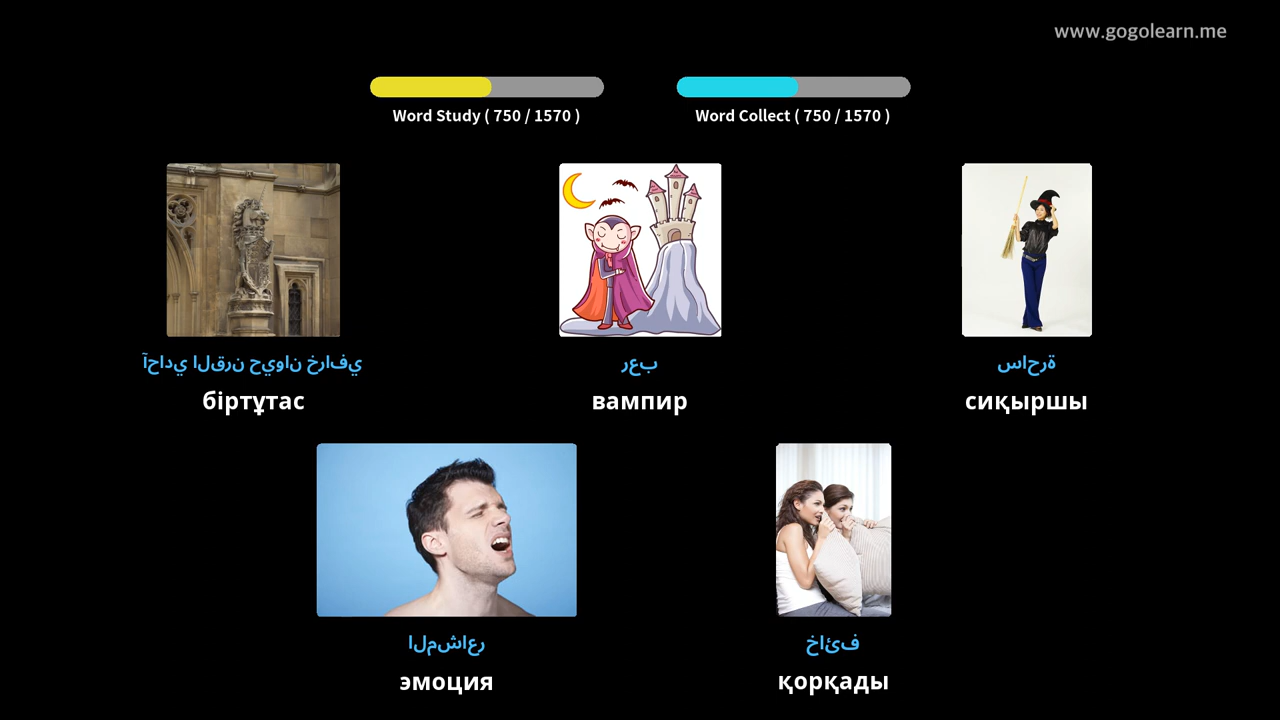 www.gogolearn.me
Word Study ( 750 / 1570 )
Word Collect ( 750 / 1570 )
آحادي القرن حيوان خرافي
біртұтас
رعب
вампир
ساحرة
сиқыршы
المشاعر
эмоция
خائف
қорқады